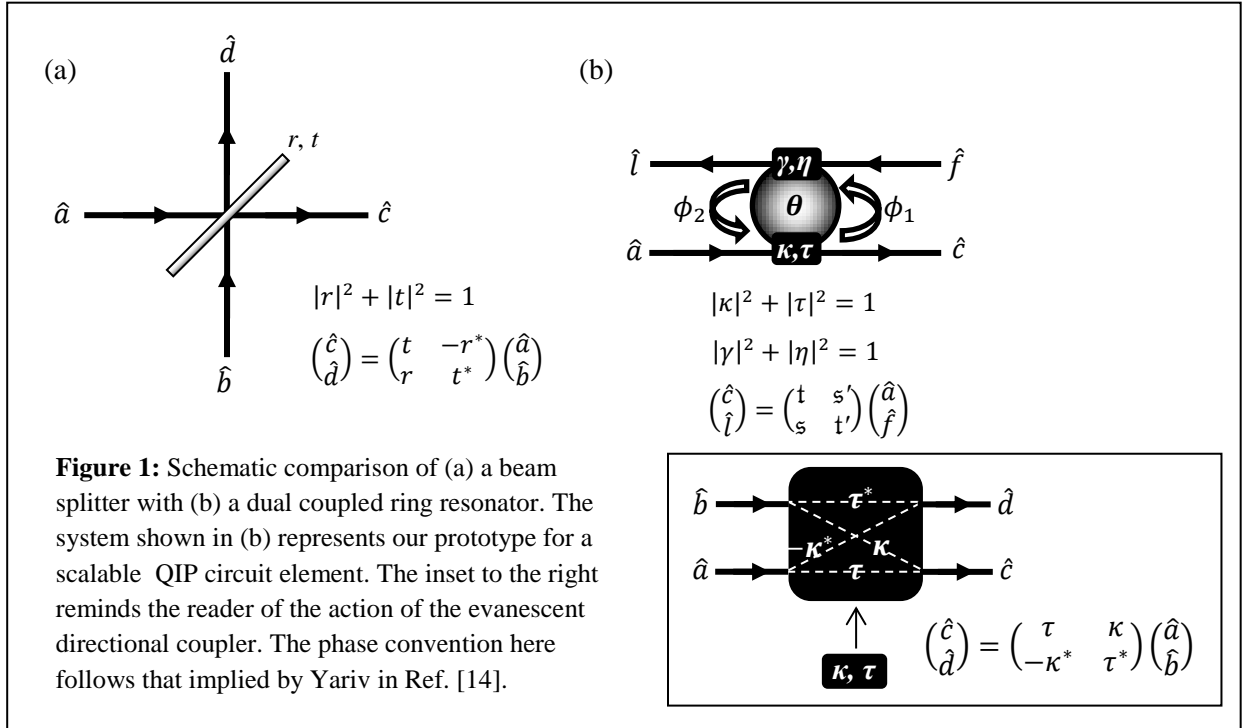 (a)
d̂
r, t
â
ĉ
b̂
|r|² + |t|² = 1
(ĉ d̂) = (t −r* r t*)(â b̂)
(b)
l̂
γ,η
f̂
ϕ₂
θ
ϕ₁
â
κ,τ
ĉ
|κ|² + |τ|² = 1
|γ|² + |η|² = 1
(ĉ l̂) = (𝔱 𝔰′ 𝔰 𝔱′)(â f̂)
Figure 1: Schematic comparison of (a) a beam
splitter with (b) a dual coupled ring resonator. The
system shown in (b) represents our prototype for a
scalable QIP circuit element. The inset to the right
reminds the reader of the action of the evanescent
directional coupler. The phase convention here
follows that implied by Yariv in Ref. [14].
b̂
τ*
d̂
−κ*
κ
â
τ
ĉ
κ, τ
(ĉ d̂) = (τ κ −κ* τ*)(â b̂)